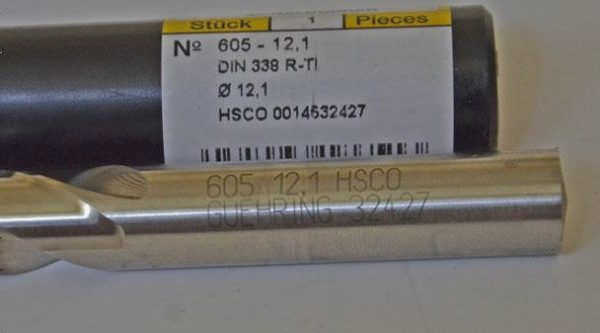 Stück 1 Pieces
Nº 605 - 12,1
DIN 338 R-TI
Ø 12,1
HSCO 0014632427
605 12,1 HSCO
GUEHRING 32427